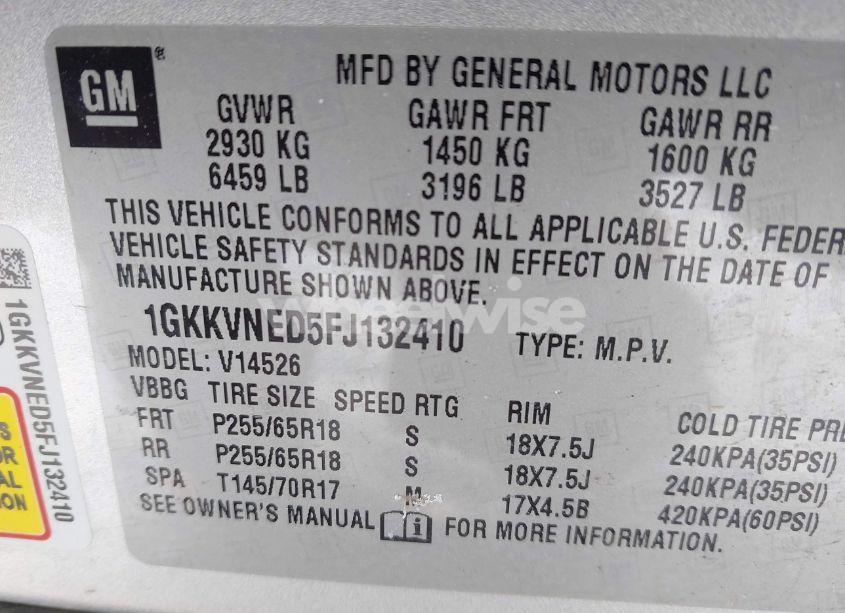 GM ®
MFD BY GENERAL MOTORS LLC
GVWR GAWR FRT GAWR RR
2930 KG 1450 KG 1600 KG
6459 LB 3196 LB 3527 LB
THIS VEHICLE CONFORMS TO ALL APPLICABLE U.S. FEDER
VEHICLE SAFETY STANDARDS IN EFFECT ON THE DATE OF
MANUFACTURE SHOWN ABOVE.
1GKKVNED5FJ132410 TYPE: M.P.V.
MODEL: V14526
VBBG TIRE SIZE SPEED RTG RIM COLD TIRE PRE
FRT P255/65R18 S 18X7.5J 240KPA(35PSI)
RR P255/65R18 S 18X7.5J 240KPA(35PSI)
SPA T145/70R17 M 17X4.5B 420KPA(60PSI)
SEE OWNER'S MANUAL i FOR MORE INFORMATION.
1GKKVNED5FJ132410
S
OR
AL
ION